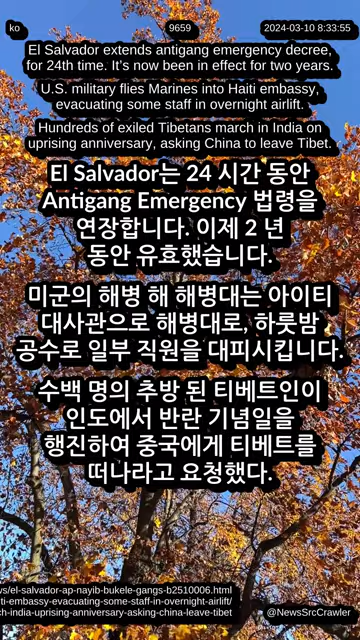 ko
9659
2024-03-10 8:33:55
El Salvador extends antigang emergency decree,
for 24th time. It's now been in effect for two years.
U.S. military flies Marines into Haiti embassy,
evacuating some staff in overnight airlift.
Hundreds of exiled Tibetans march in India on
uprising anniversary, asking China to leave Tibet.
El Salvador는 24 시간 동안
Antigang Emergency 법령을
연장합니다. 이제 2 년
동안 유효했습니다.
미군의 해병 해 해병대는 아이티
대사관으로 해병대로, 하룻밤
공수로 일부 직원을 대피시킵니다.
수백 명의 추방 된 티베트인이
인도에서 반란 기념일을
행진하여 중국에게 티베트를
떠나라고 요청했다.
vs/el-salvador-ap-nayib-bukele-gangs-b2510006.html
ti-embassy-evacuating-some-staff-in-overnight-airlift/
ch-india-uprising-anniversary-asking-china-leave-tibet
@NewsSrcCrawler